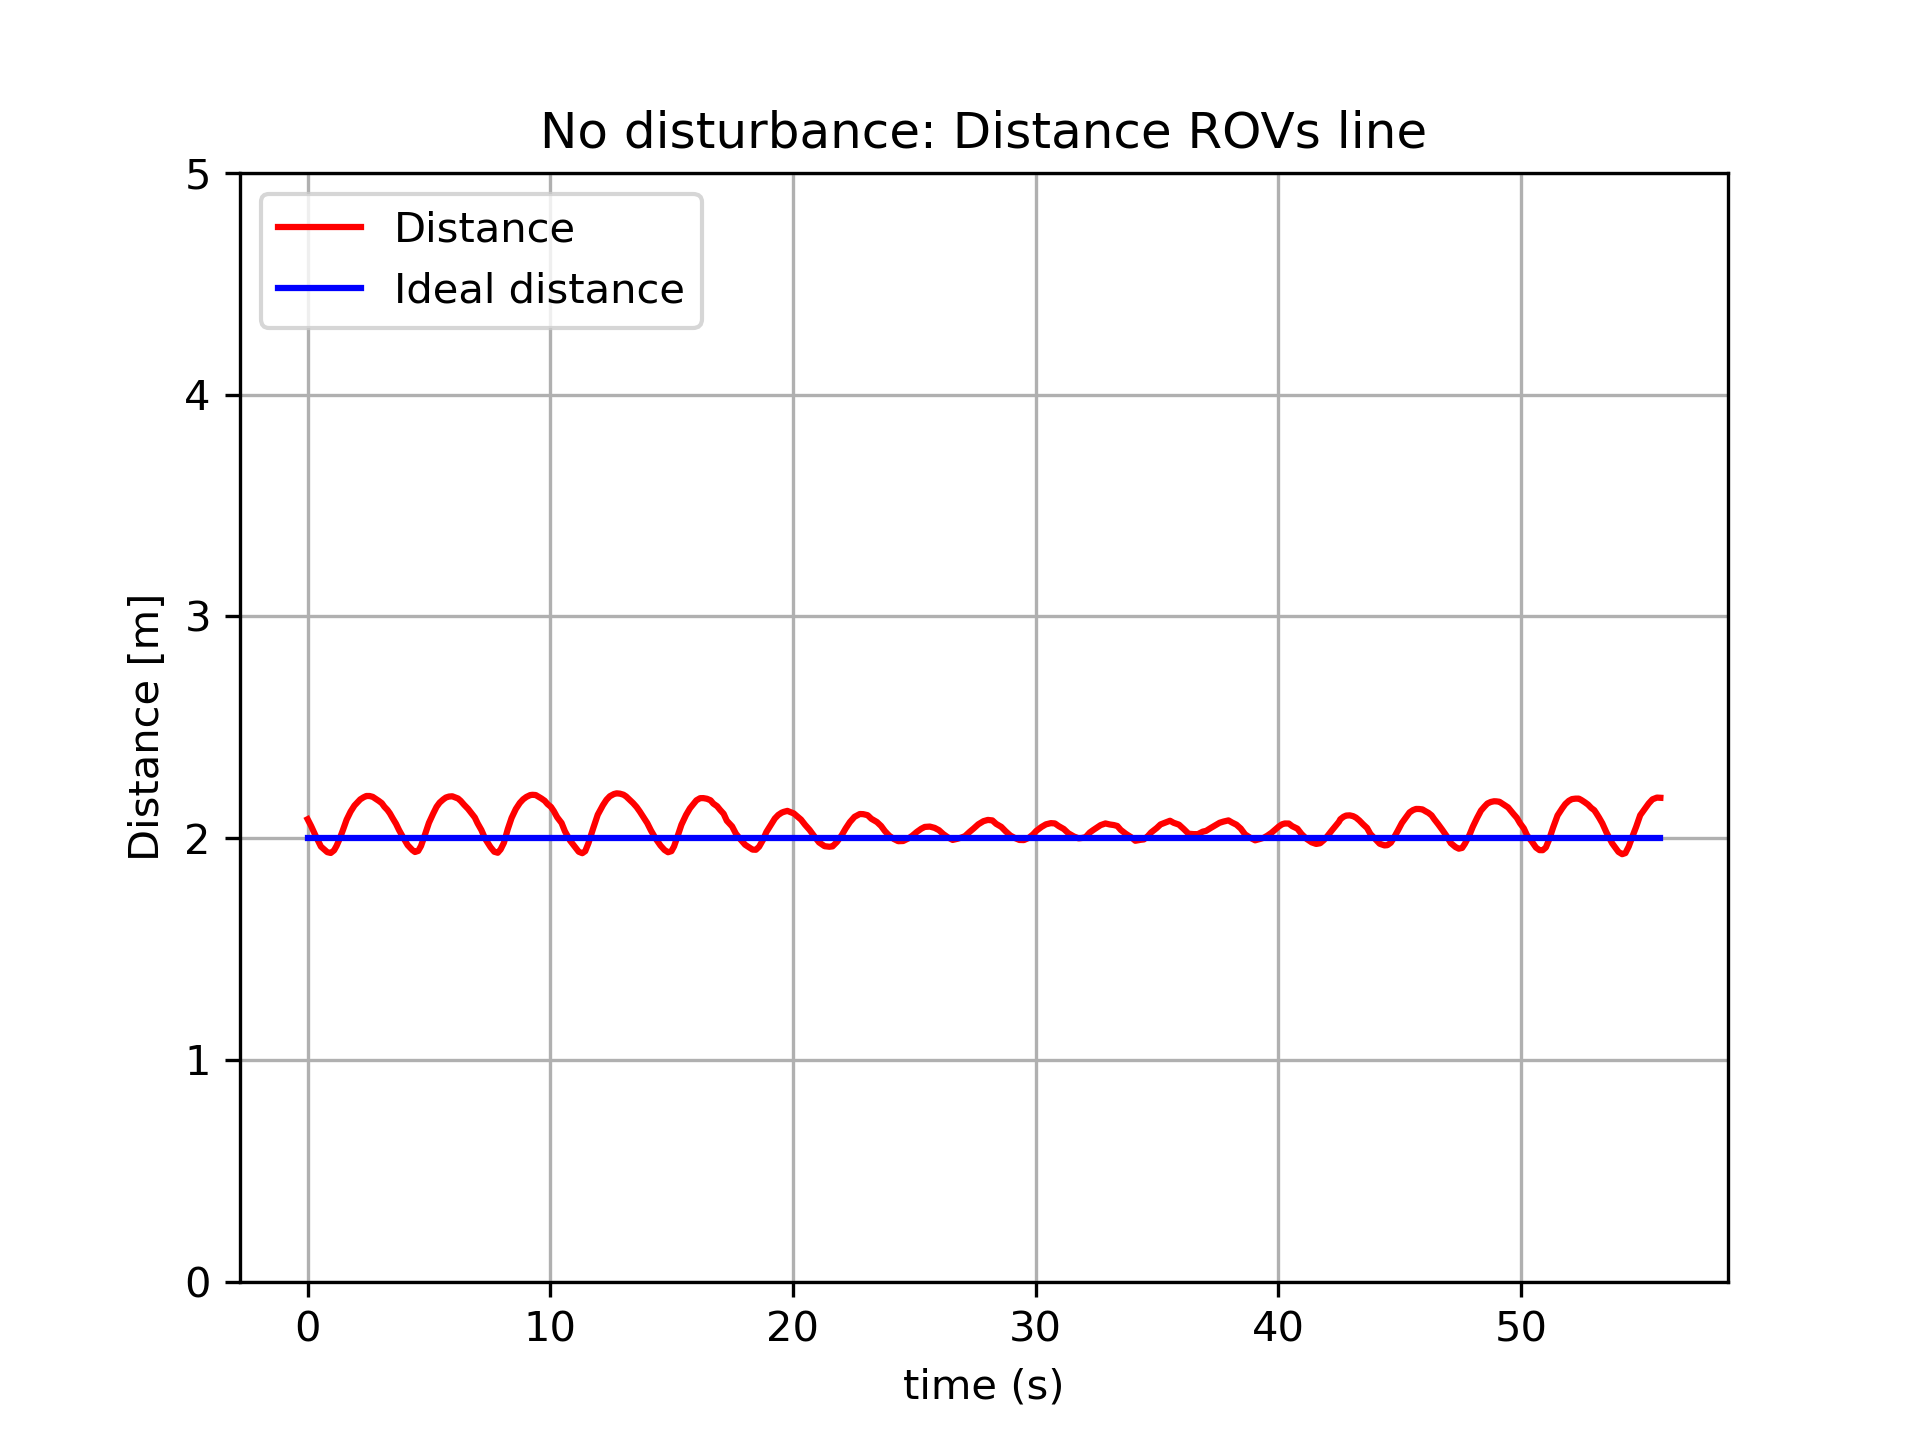 No disturbance: Distance ROVs line
Distance
Ideal distance
Distance [m]
5
4
3
2
1
0
0 10 20 30 40 50
time (s)